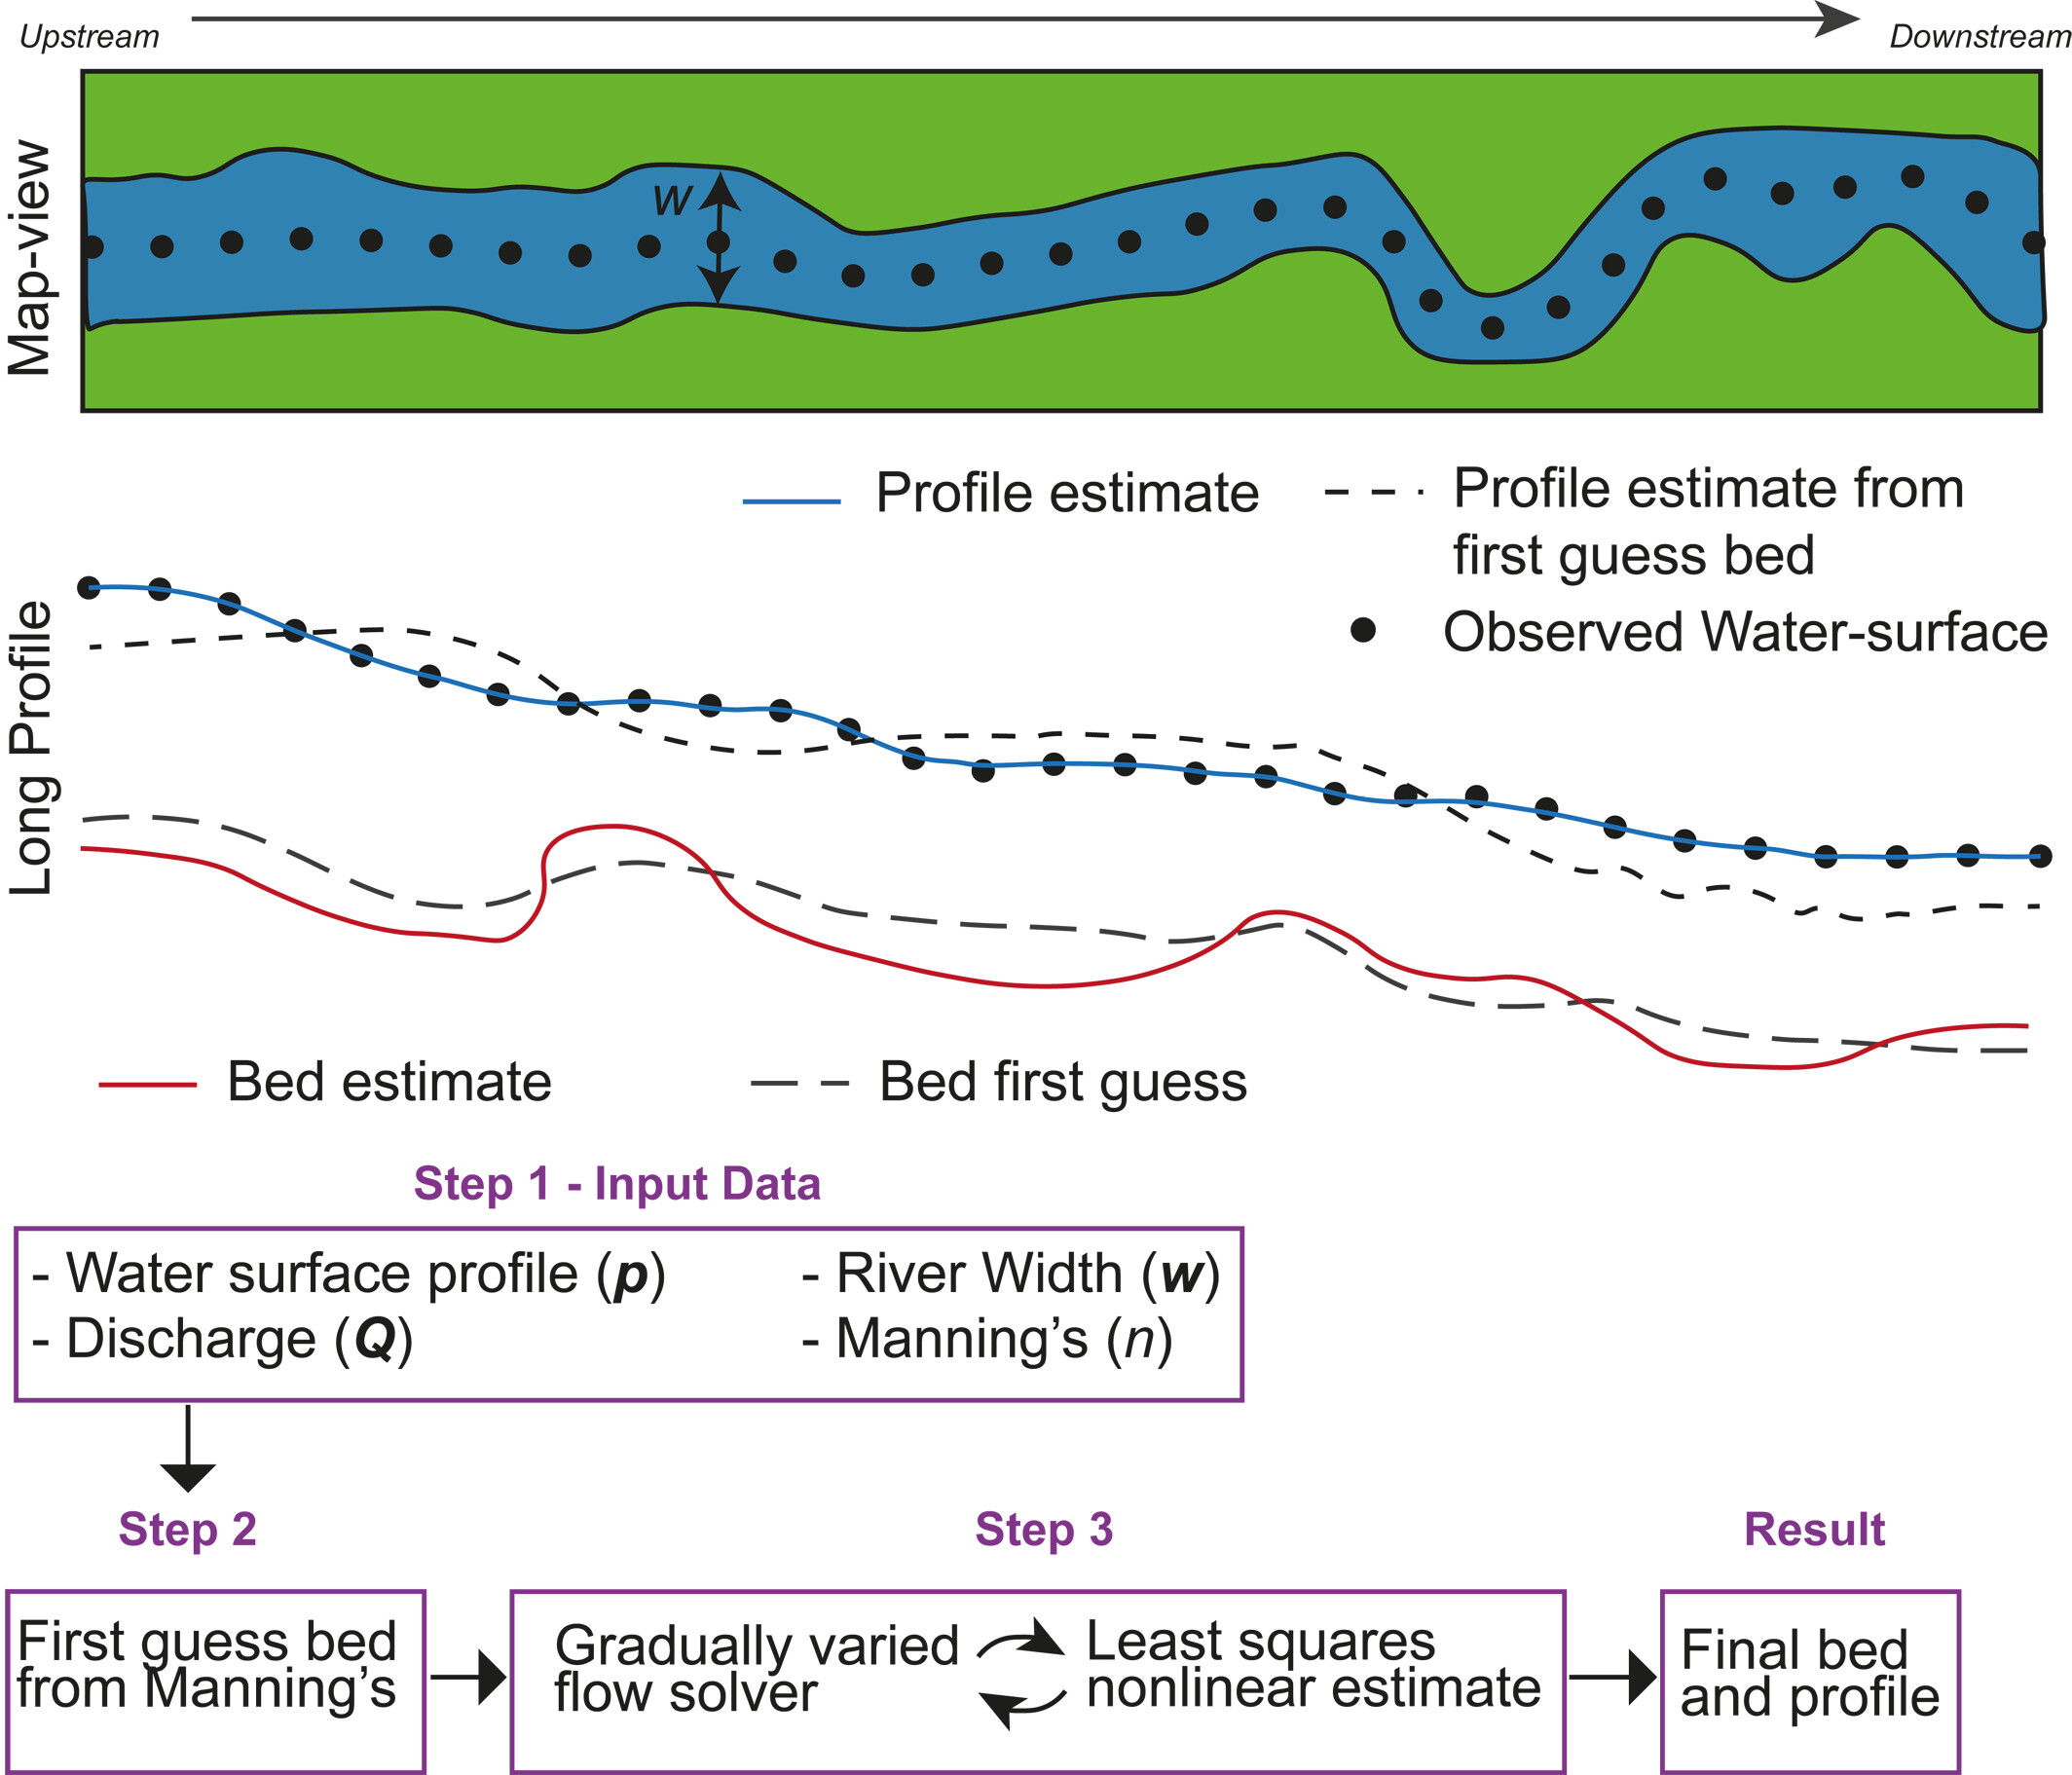 Upstream
Downstream
Map-view
w
Profile estimate
Profile estimate from
first guess bed
Observed Water-surface
Long Profile
Bed estimate
Bed first guess
Step 1 - Input Data
- Water surface profile (p)
- River Width (w)
- Discharge (Q)
- Manning's (n)
Step 2
Step 3
Result
First guess bed
from Manning's
Gradually varied
flow solver
Least squares
nonlinear estimate
Final bed
and profile